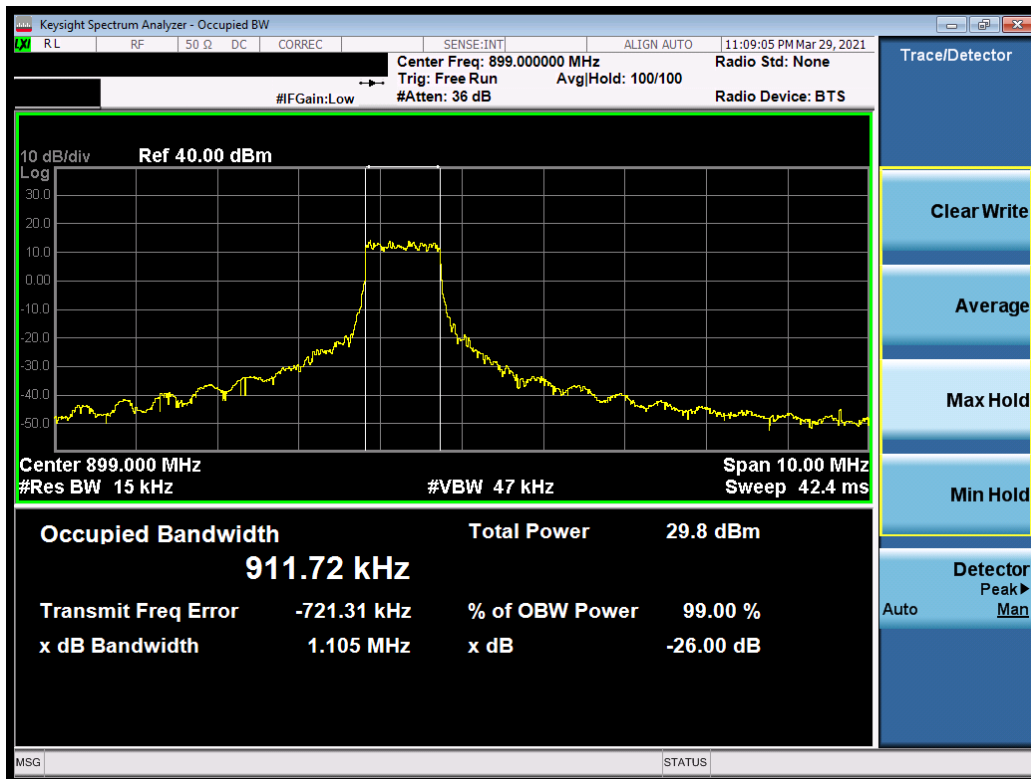 Keysight Spectrum Analyzer - Occupied BW
LXI RL RF 50 Ω DC CORREC SENSE:INT ALIGN AUTO 11:09:05 PM Mar 29, 2021
Center Freq: 899.000000 MHz Radio Std: None
Trig: Free Run Avg|Hold: 100/100
#IFGain:Low #Atten: 36 dB Radio Device: BTS
Trace/Detector
10 dB/div Ref 40.00 dBm
Log
30.0
20.0
10.0
0.00
-10.0
-20.0
-30.0
-40.0
-50.0
Center 899.000 MHz Span 10.00 MHz
#Res BW 15 kHz #VBW 47 kHz Sweep 42.4 ms
Occupied Bandwidth Total Power 29.8 dBm
911.72 kHz
Transmit Freq Error -721.31 kHz % of OBW Power 99.00 %
x dB Bandwidth 1.105 MHz x dB -26.00 dB
Clear Write
Average
Max Hold
Min Hold
Detector
Peak▶
Auto Man
MSG STATUS